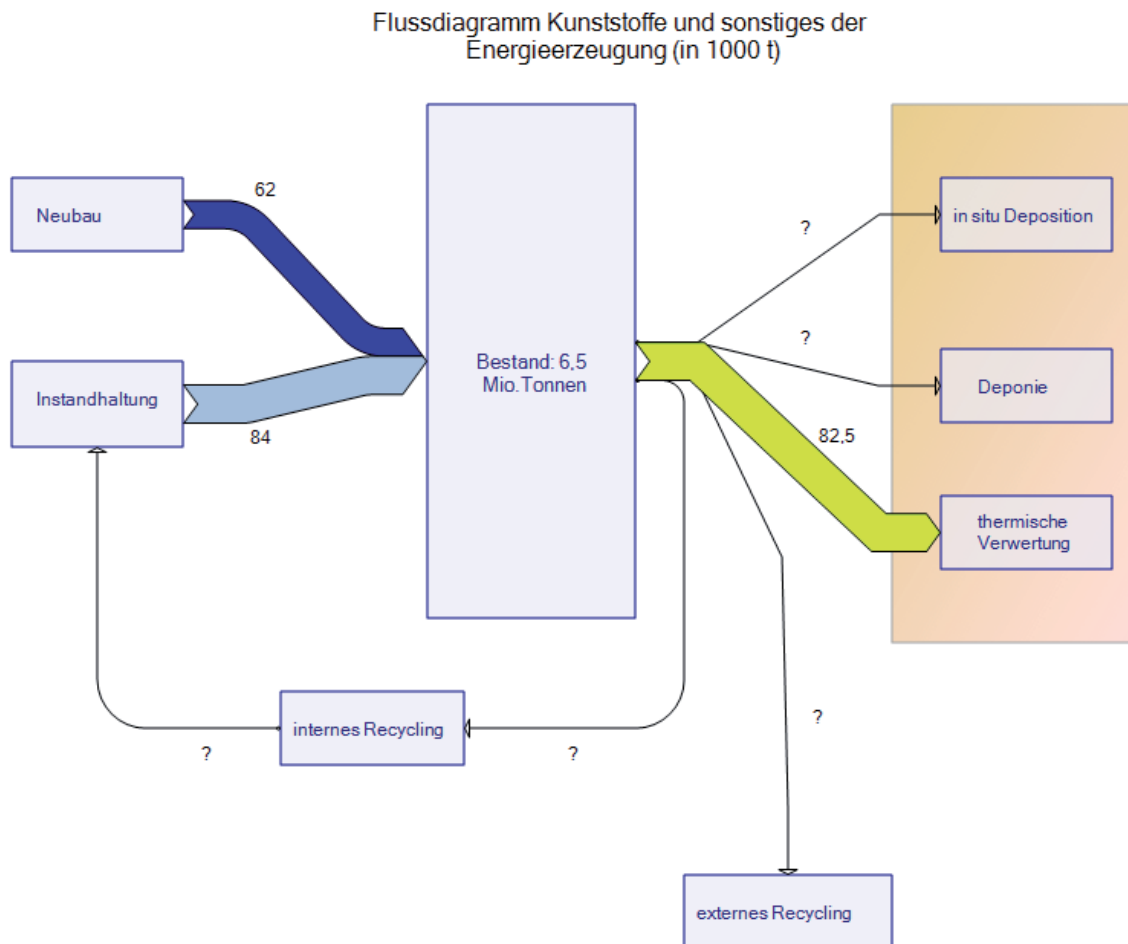 Flussdiagramm Kunststoffe und sonstiges der
Energieerzeugung (in 1000 t)
62
Neubau
in situ Deposition
?
?
Bestand: 6,5
Mio.Tonnen
Instandhaltung
Deponie
84
82,5
thermische
Verwertung
internes Recycling
?
?
?
externes Recycling